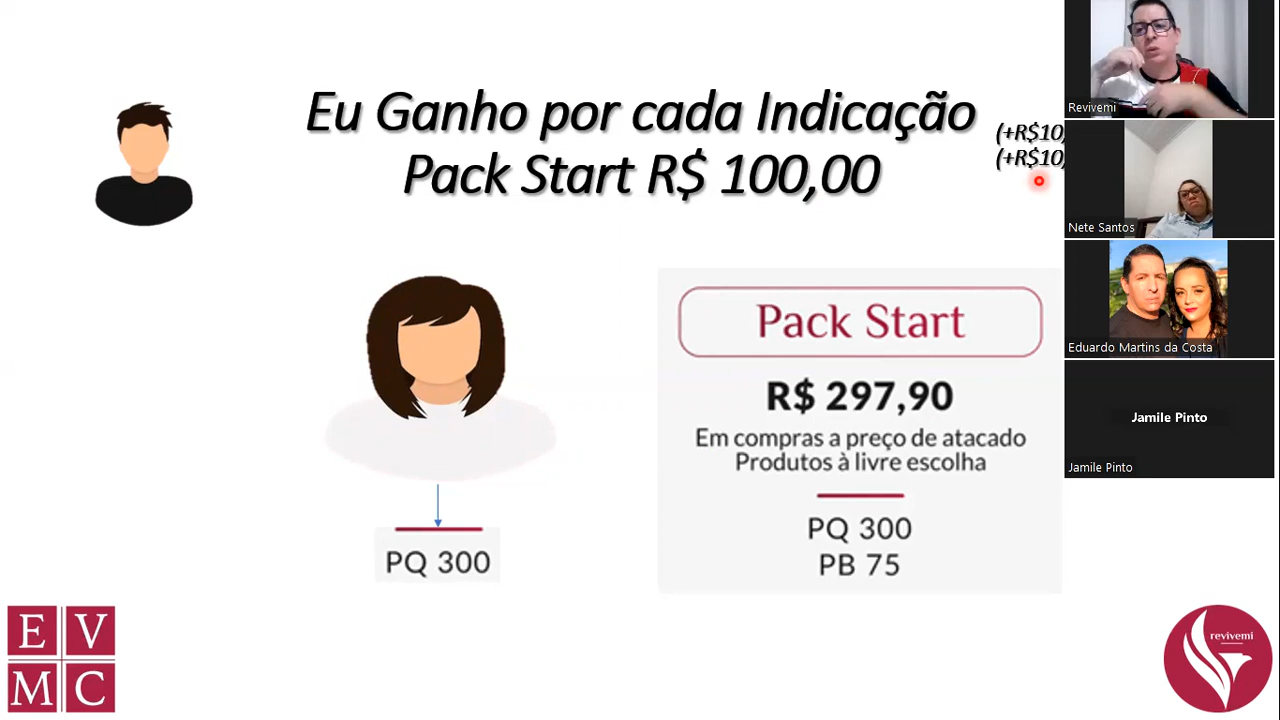 Eu Ganho por cada Indicação
Pack Start R$ 100,00
(+R$10
(+R$10
Pack Start
R$ 297,90
Em compras a preço de atacado
Produtos à livre escolha
PQ 300
PB 75
PQ 300
E V
M C
revivemi
Revivemi
Nete Santos
Eduardo Martins da Costa
Jamile Pinto
Jamile Pinto